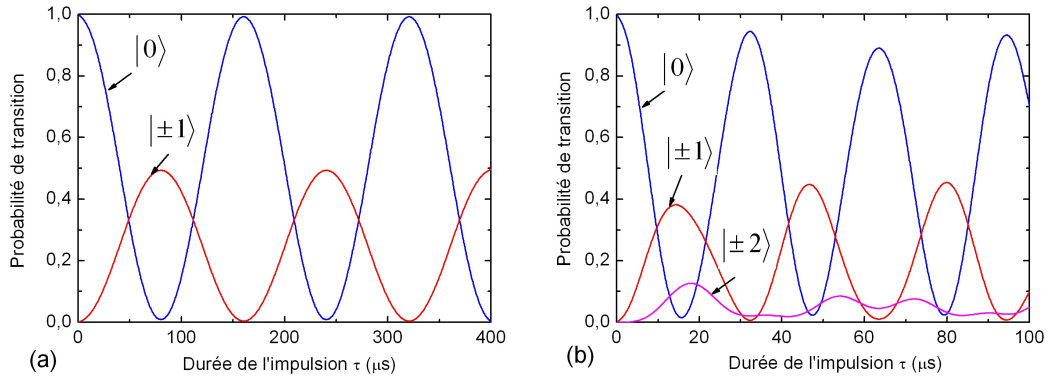 1,0
0,8
0,6
0,4
0,2
0,0
Probabilité de transition
|0⟩
|±1⟩
0 100 200 300 400
Durée de l'impulsion τ (μs)
(a)
1,0
0,8
0,6
0,4
0,2
0,0
Probabilité de transition
|0⟩
|±1⟩
|±2⟩
0 20 40 60 80 100
Durée de l'impulsion τ (μs)
(b)